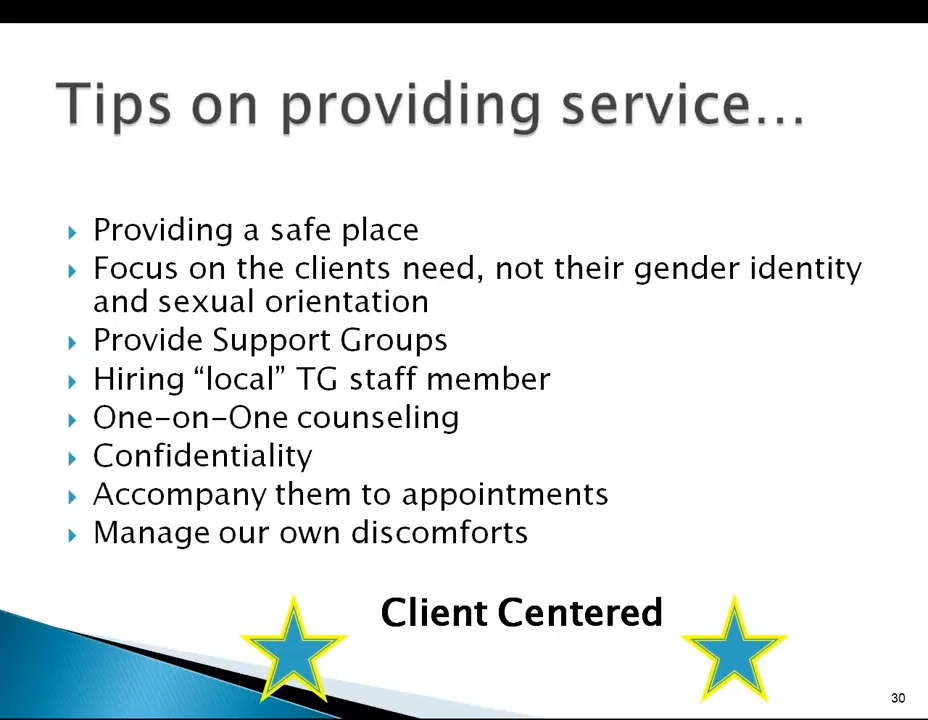 Tips on providing service...
Providing a safe place
Focus on the clients need, not their gender identity
and sexual orientation
Provide Support Groups
Hiring “local” TG staff member
One-on-One counseling
Confidentiality
Accompany them to appointments
Manage our own discomforts
Client Centered
30